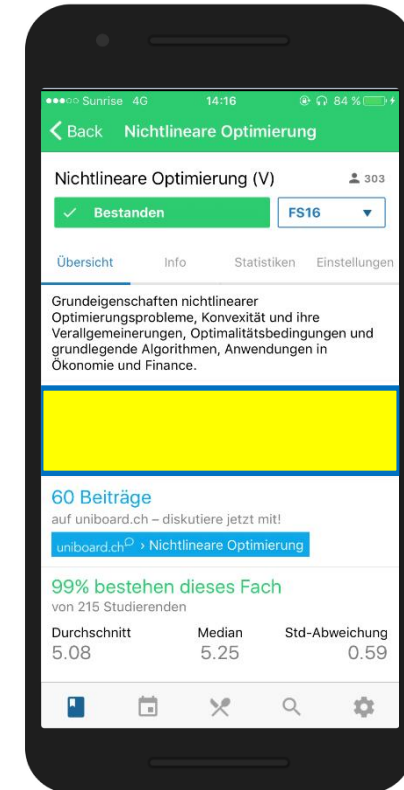 Sunrise 4G 14:16 84 %
Back Nichtlineare Optimierung
Nichtlineare Optimierung (V) 303
Bestanden FS16
Übersicht Info Statistiken Einstellungen
Grundeigenschaften nichtlinearer
Optimierungsprobleme, Konvexität und ihre
Verallgemeinerungen, Optimalitätsbedingungen und
grundlegende Algorithmen, Anwendungen in
Ökonomie und Finance.
60 Beiträge
auf uniboard.ch – diskutiere jetzt mit!
uniboard.ch › Nichtlineare Optimierung
99% bestehen dieses Fach
von 215 Studierenden
Durchschnitt Median Std-Abweichung
5.08 5.25 0.59